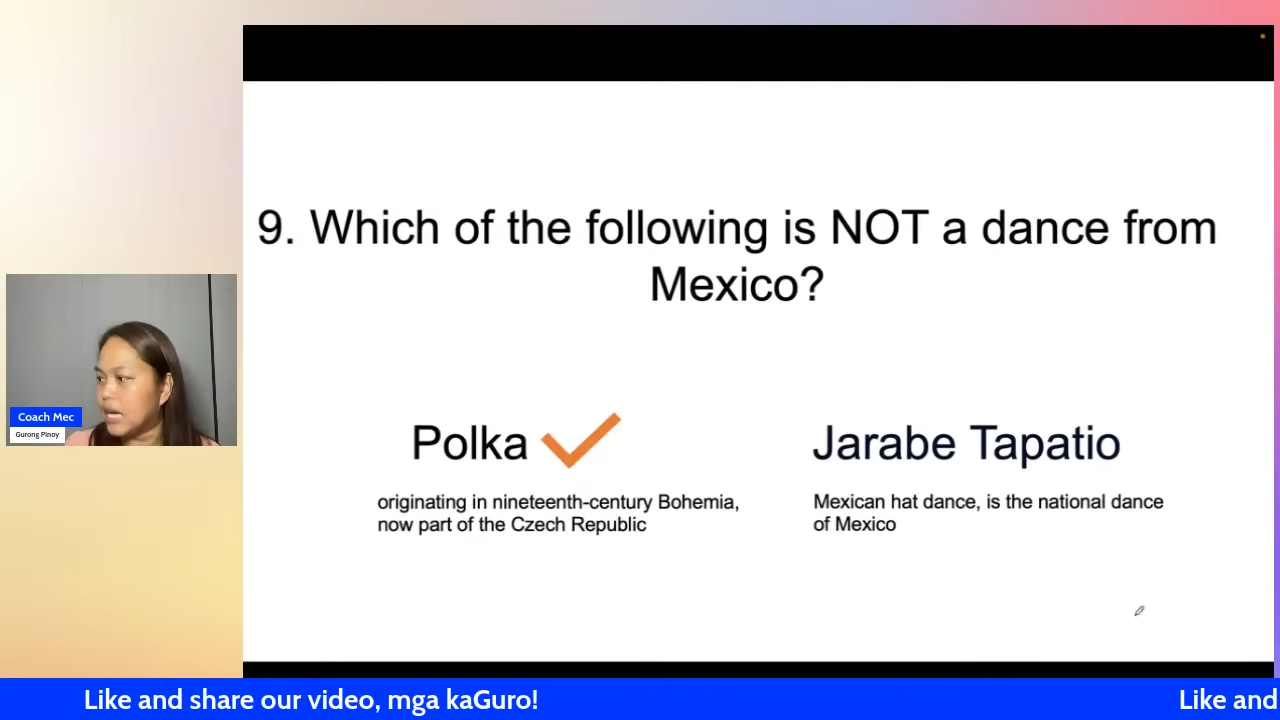 9. Which of the following is NOT a dance from
Mexico?
Polka
Jarabe Tapatio
originating in nineteenth-century Bohemia,
now part of the Czech Republic
Mexican hat dance, is the national dance
of Mexico
Coach Mec
Gurong Pinoy
Like and share our video, mga kaGuro!
Like and